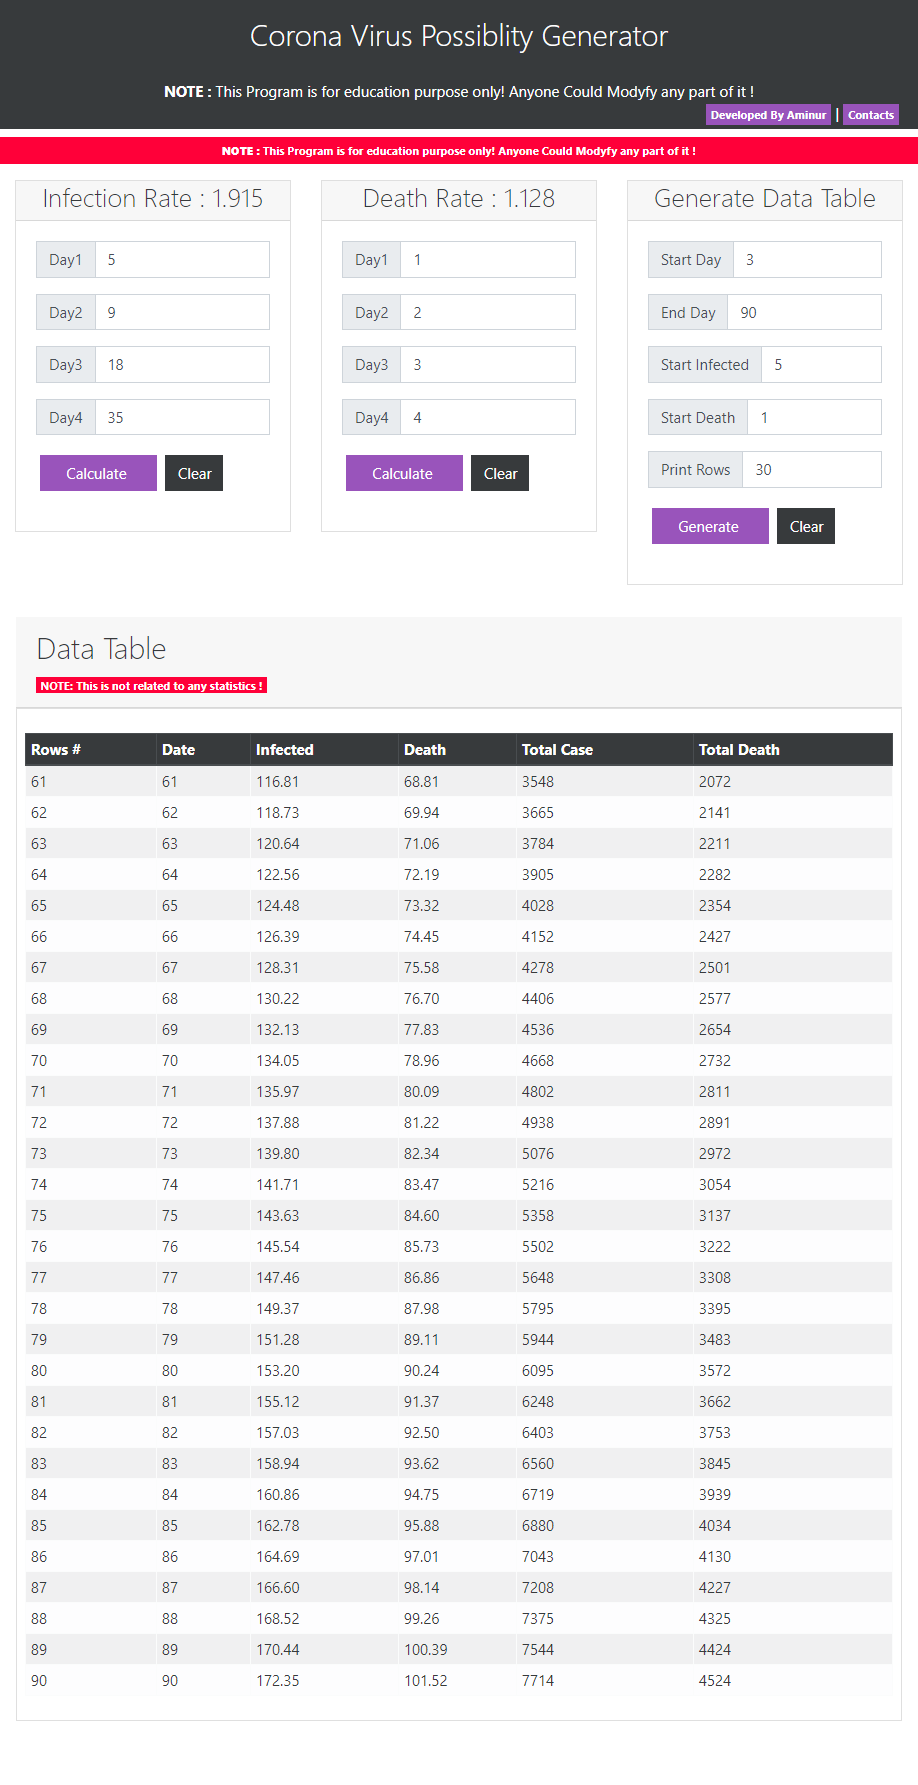 Corona Virus Possiblity Generator
NOTE : This Program is for education purpose only! Anyone Could Modyfy any part of it !
Developed By Aminur | Contacts
NOTE : This Program is for education purpose only! Anyone Could Modyfy any part of it !
Infection Rate : 1.915
Day1 5
Day2 9
Day3 18
Day4 35
Calculate Clear
Death Rate : 1.128
Day1 1
Day2 2
Day3 3
Day4 4
Calculate Clear
Generate Data Table
Start Day 3
End Day 90
Start Infected 5
Start Death 1
Print Rows 30
Generate Clear
Data Table
NOTE: This is not related to any statistics !
Rows # Date Infected Death Total Case Total Death
61 61 116.81 68.81 3548 2072
62 62 118.73 69.94 3665 2141
63 63 120.64 71.06 3784 2211
64 64 122.56 72.19 3905 2282
65 65 124.48 73.32 4028 2354
66 66 126.39 74.45 4152 2427
67 67 128.31 75.58 4278 2501
68 68 130.22 76.70 4406 2577
69 69 132.13 77.83 4536 2654
70 70 134.05 78.96 4668 2732
71 71 135.97 80.09 4802 2811
72 72 137.88 81.22 4938 2891
73 73 139.80 82.34 5076 2972
74 74 141.71 83.47 5216 3054
75 75 143.63 84.60 5358 3137
76 76 145.54 85.73 5502 3222
77 77 147.46 86.86 5648 3308
78 78 149.37 87.98 5795 3395
79 79 151.28 89.11 5944 3483
80 80 153.20 90.24 6095 3572
81 81 155.12 91.37 6248 3662
82 82 157.03 92.50 6403 3753
83 83 158.94 93.62 6560 3845
84 84 160.86 94.75 6719 3939
85 85 162.78 95.88 6880 4034
86 86 164.69 97.01 7043 4130
87 87 166.60 98.14 7208 4227
88 88 168.52 99.26 7375 4325
89 89 170.44 100.39 7544 4424
90 90 172.35 101.52 7714 4524